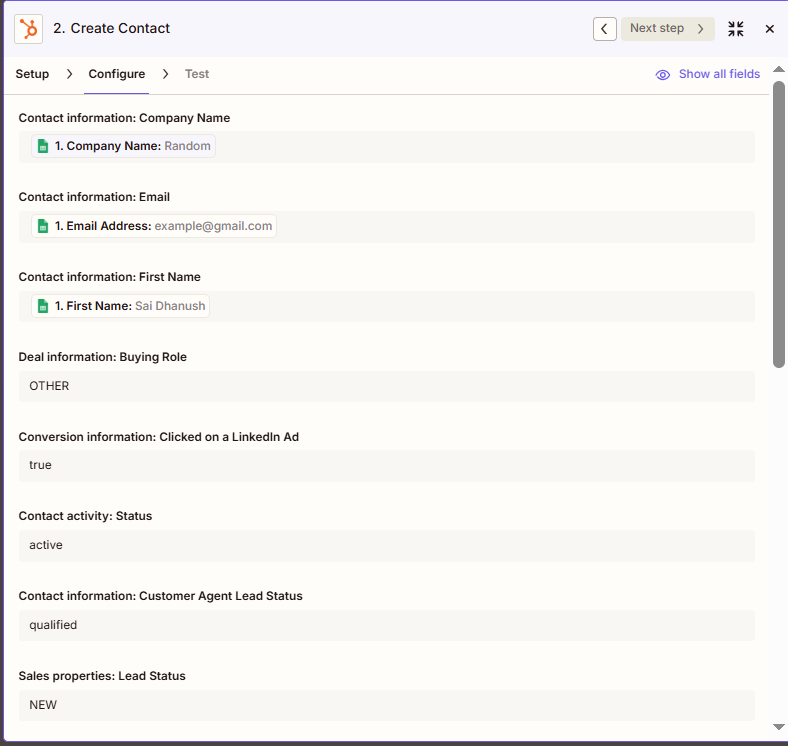 2. Create Contact
Next step
Setup
Configure
Test
Show all fields
Contact information: Company Name
1. Company Name: Random
Contact information: Email
1. Email Address: example@gmail.com
Contact information: First Name
1. First Name: Sai Dhanush
Deal information: Buying Role
OTHER
Conversion information: Clicked on a LinkedIn Ad
true
Contact activity: Status
active
Contact information: Customer Agent Lead Status
qualified
Sales properties: Lead Status
NEW